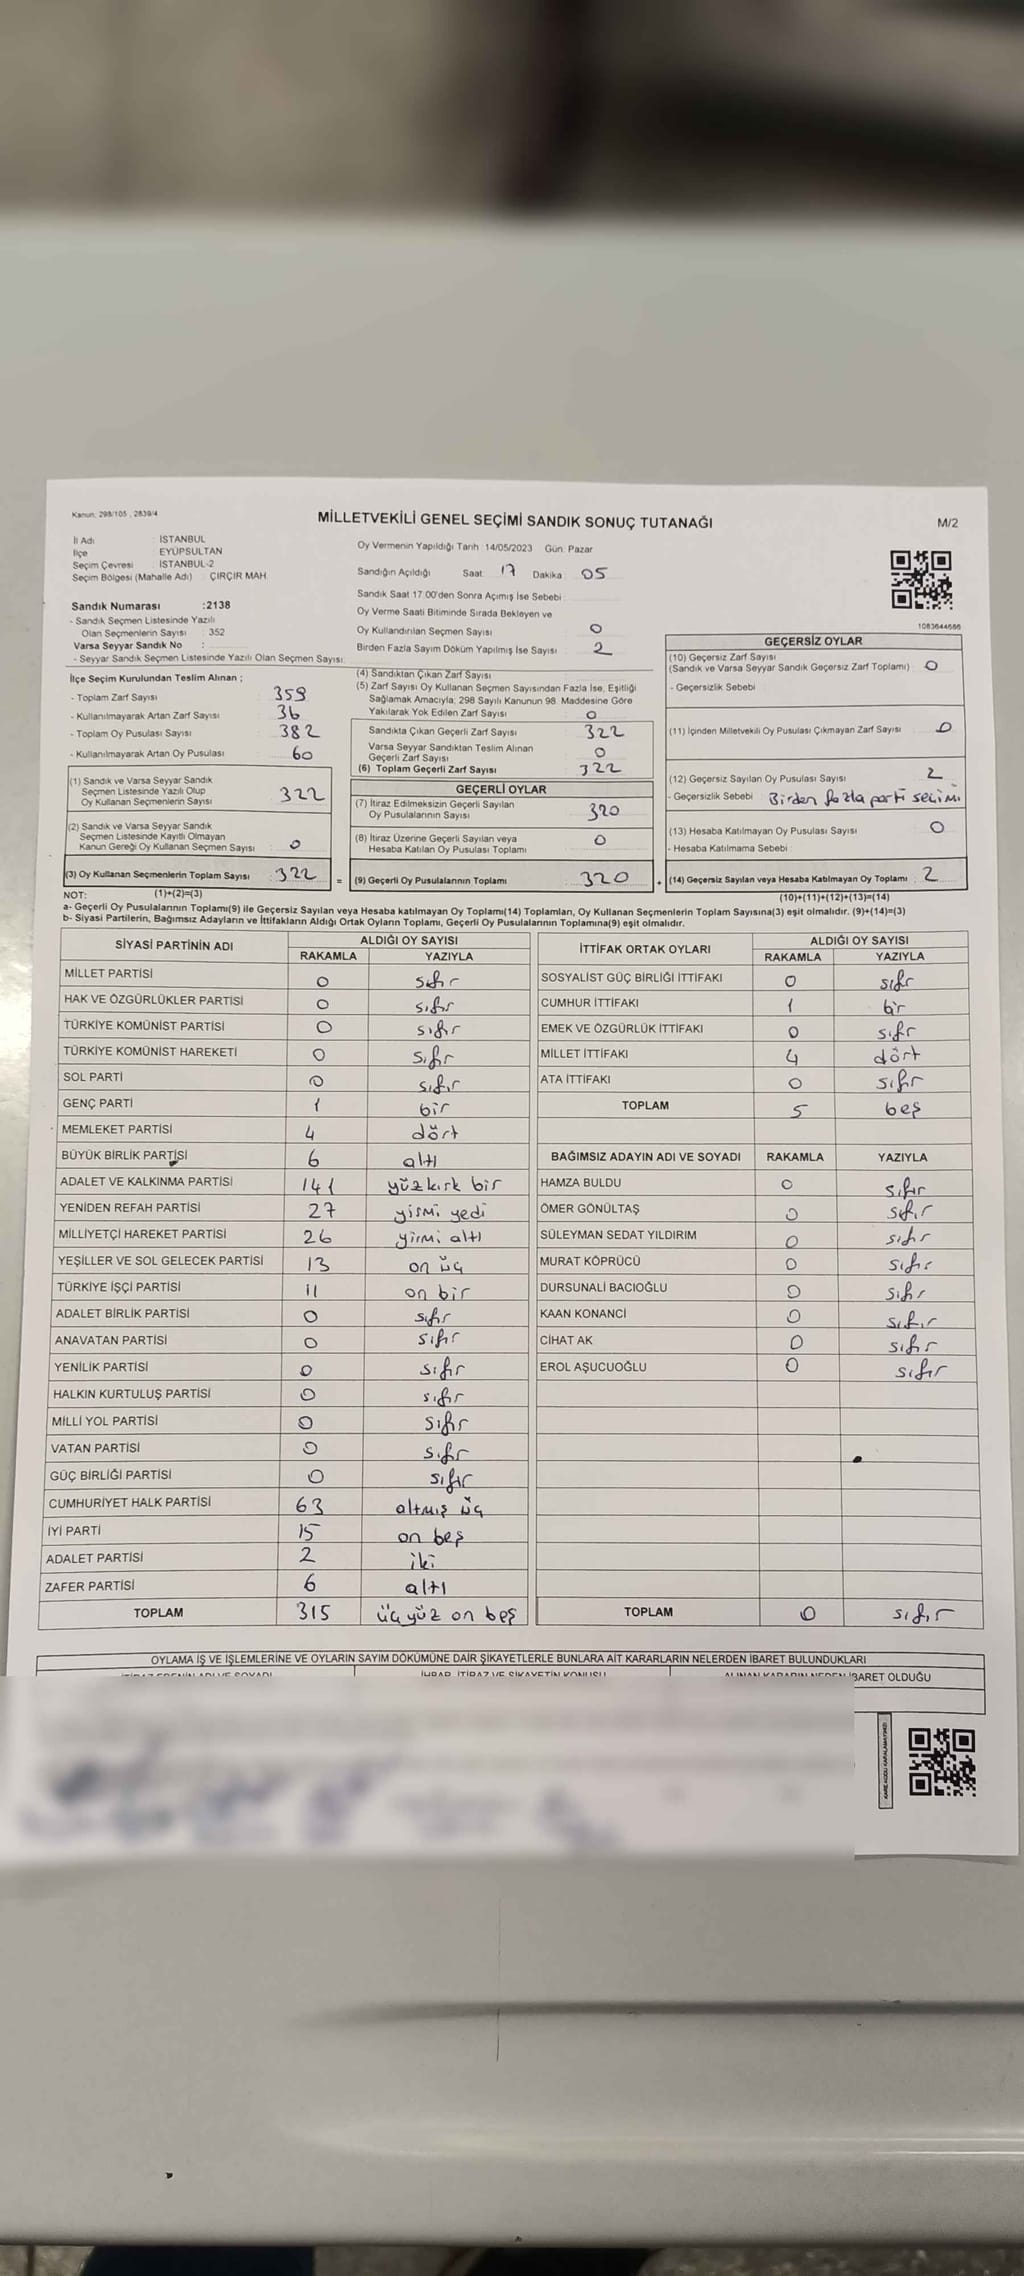 Kanun: 298/105, 2839/4
MİLLETVEKİLİ GENEL SEÇİMİ SANDIK SONUÇ TUTANAĞI
M/2
İl Adı : İSTANBUL
İlçe : EYÜPSULTAN
Seçim Çevresi : İSTANBUL-2
Seçim Bölgesi (Mahalle Adı) : ÇIRÇIR MAH.
Sandık Numarası :2138
- Sandık Seçmen Listesinde Yazılı
Olan Seçmenlerin Sayısı : 352
Varsa Seyyar Sandık No :
- Seyyar Sandık Seçmen Listesinde Yazılı Olan Seçmen Sayısı:
Oy Vermenin Yapıldığı Tarih 14/05/2023 Gün: Pazar
Sandığın Açıldığı Saat: 17 Dakika 05
Sandık Saat 17:00'den Sonra Açımış İse Sebebi:
Oy Verme Saati Bitiminde Sırada Bekleyen ve
Oy Kullandırılan Seçmen Sayısı 0
Birden Fazla Sayım Döküm Yapılmış İse Sayısı 2
1083644686
İlçe Seçim Kurulundan Teslim Alınan ;
- Toplam Zarf Sayısı 359
- Kullanılmayarak Artan Zarf Sayısı 36
- Toplam Oy Pusulası Sayısı 382
- Kullanılmayarak Artan Oy Pusulası 60
(1) Sandık ve Varsa Seyyar Sandık
Seçmen Listesinde Yazılı Olup
Oy Kullanan Seçmenlerin Sayısı 322
(2) Sandık ve Varsa Seyyar Sandık
Seçmen Listesinde Kayıtlı Olmayan
Kanun Gereği Oy Kullanan Seçmen Sayısı 0
(3) Oy Kullanan Seçmenlerin Toplam Sayısı 322 =
(4) Sandıktan Çıkan Zarf Sayısı
(5) Zarf Sayısı Oy Kullanan Seçmen Sayısından Fazla İse, Eşitliği
Sağlamak Amacıyla; 298 Sayılı Kanunun 98. Maddesine Göre
Yakılarak Yok Edilen Zarf Sayısı 0
Sandıkta Çıkan Geçerli Zarf Sayısı 322
Varsa Seyyar Sandıktan Teslim Alınan
Geçerli Zarf Sayısı 0
(6) Toplam Geçerli Zarf Sayısı 322
GEÇERLİ OYLAR
(7) İtiraz Edilmeksizin Geçerli Sayılan
Oy Pusulalarının Sayısı 320
(8) İtiraz Üzerine Geçerli Sayılan veya
Hesaba Katılan Oy Pusulası Toplamı 0
(9) Geçerli Oy Pusulalarının Toplamı 320 +
GEÇERSİZ OYLAR
(10) Geçersiz Zarf Sayısı
(Sandık ve Varsa Seyyar Sandık Geçersiz Zarf Toplamı) 0
- Geçersizlik Sebebi
(11) İçinden Milletvekili Oy Pusulası Çıkmayan Zarf Sayısı 0
(12) Geçersiz Sayılan Oy Pusulası Sayısı 2
- Geçersizlik Sebebi Birden fazla parti seçimi
(13) Hesaba Katılmayan Oy Pusulası Sayısı 0
- Hesaba Katılmama Sebebi
(14) Geçersiz Sayılan veya Hesaba Katılmayan Oy Toplamı 2
NOT: (1)+(2)=(3)
(10)+(11)+(12)+(13)=(14)
a- Geçerli Oy Pusulalarının Toplamı(9) ile Geçersiz Sayılan veya Hesaba katılmayan Oy Toplamı(14) Toplamları, Oy Kullanan Seçmenlerin Toplam Sayısına(3) eşit olmalıdır. (9)+(14)=(3)
b- Siyasi Partilerin, Bağımsız Adayların ve İttifakların Aldığı Ortak Oyların Toplamı, Geçerli Oy Pusulalarının Toplamına(9) eşit olmalıdır.
SİYASİ PARTİNİN ADI ALDIĞI OY SAYISI
RAKAMLA YAZIYLA
MİLLET PARTİSİ 0 sıfır
HAK VE ÖZGÜRLÜKLER PARTİSİ 0 sıfır
TÜRKİYE KOMÜNİST PARTİSİ 0 sıfır
TÜRKİYE KOMÜNİST HAREKETİ 0 sıfır
SOL PARTİ 0 sıfır
GENÇ PARTİ 1 bir
MEMLEKET PARTİSİ 4 dört
BÜYÜK BİRLİK PARTİSİ 6 altı
ADALET VE KALKINMA PARTİSİ 141 yüzkırk bir
YENİDEN REFAH PARTİSİ 27 yirmi yedi
MİLLİYETÇİ HAREKET PARTİSİ 26 yirmi altı
YEŞİLLER VE SOL GELECEK PARTİSİ 13 on üç
TÜRKİYE İŞÇİ PARTİSİ 11 on bir
ADALET BİRLİK PARTİSİ 0 sıfır
ANAVATAN PARTİSİ 0 sıfır
YENİLİK PARTİSİ 0 sıfır
HALKIN KURTULUŞ PARTİSİ 0 sıfır
MİLLİ YOL PARTİSİ 0 sıfır
VATAN PARTİSİ 0 sıfır
GÜÇ BİRLİĞİ PARTİSİ 0 sıfır
CUMHURİYET HALK PARTİSİ 63 altmış üç
İYİ PARTİ 15 on beş
ADALET PARTİSİ 2 iki
ZAFER PARTİSİ 6 altı
TOPLAM 315 üç yüz on beş
İTTİFAK ORTAK OYLARI ALDIĞI OY SAYISI
RAKAMLA YAZIYLA
SOSYALİST GÜÇ BİRLİĞİ İTTİFAKI 0 sıfır
CUMHUR İTTİFAKI 1 bir
EMEK VE ÖZGÜRLÜK İTTİFAKI 0 sıfır
MİLLET İTTİFAKI 4 dört
ATA İTTİFAKI 0 sıfır
TOPLAM 5 beş
BAĞIMSIZ ADAYIN ADI VE SOYADI RAKAMLA YAZIYLA
HAMZA BULDU 0 sıfır
ÖMER GÖNÜLTAŞ 0 sıfır
SÜLEYMAN SEDAT YILDIRIM 0 sıfır
MURAT KÖPRÜCÜ 0 sıfır
DURSUNALİ BACIOĞLU 0 sıfır
KAAN KONANCİ 0 sıfır
CİHAT AK 0 sıfır
EROL AŞUCUOĞLU 0 sıfır
TOPLAM 0 sıfır
OYLAMA İŞ VE İŞLEMLERİNE VE OYLARIN SAYIM DÖKÜMÜNE DAİR ŞİKAYETLERLE BUNLARA AİT KARARLARIN NELERDEN İBARET BULUNDUKLARI
İTİRAZ EDENİN ADI VE SOYADI İHBAR, İTİRAZ VE ŞİKAYETİN KONUSU ALINAN KARARIN NEDEN İBARET OLDUĞU
KAREKODU KARALAMAYINIZ!